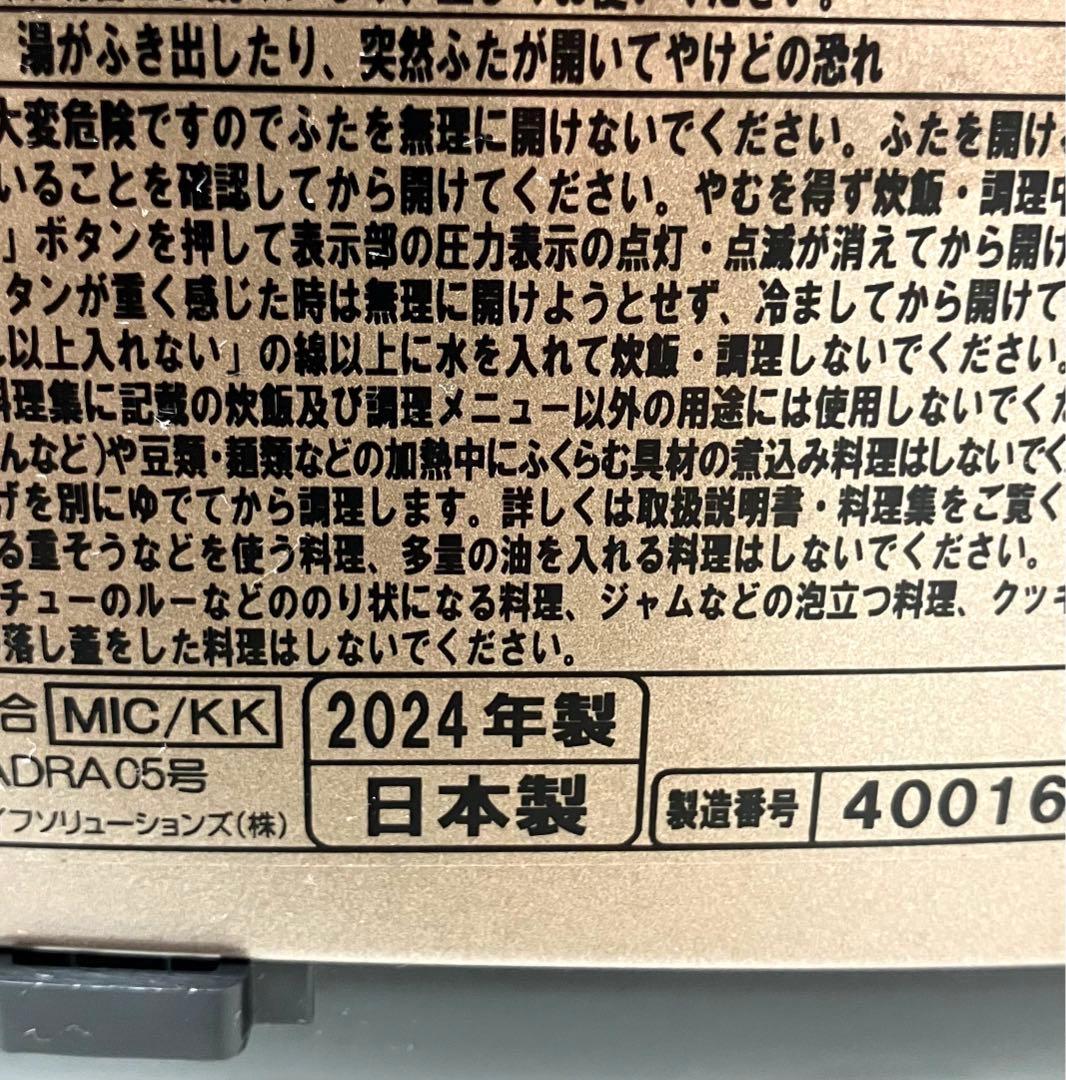 湯がふき出したり、突然ふたが開いてやけどの恐れ
大変危険ですのでふたを無理に開けないでください。ふたを開ける
いることを確認してから開けてください。やむを得ず炊飯・調理中
」ボタンを押して表示部の圧力表示の点灯・点滅が消えてから開け
タンが重く感じた時は無理に開けようとせず、冷ましてから開けて
以上入れない」の線以上に水を入れて炊飯・調理しないでください。
料理集に記載の炊飯及び調理メニュー以外の用途には使用しないでくだ
んなど)や豆類・麺類などの加熱中にふくらむ具材の煮込み料理はしないでく
げを別にゆでてから調理します。詳しくは取扱説明書・料理集をご覧く
る重そうなどを使う料理、多量の油を入れる料理はしないでください。
チューのルーなどののり状になる料理、ジャムなどの泡立つ料理、クッキ
落し蓋をした料理はしないでください。
合 MIC/KK
ADRA05号
イフソリューションズ(株)
2024年製
日本製
製造番号 40016